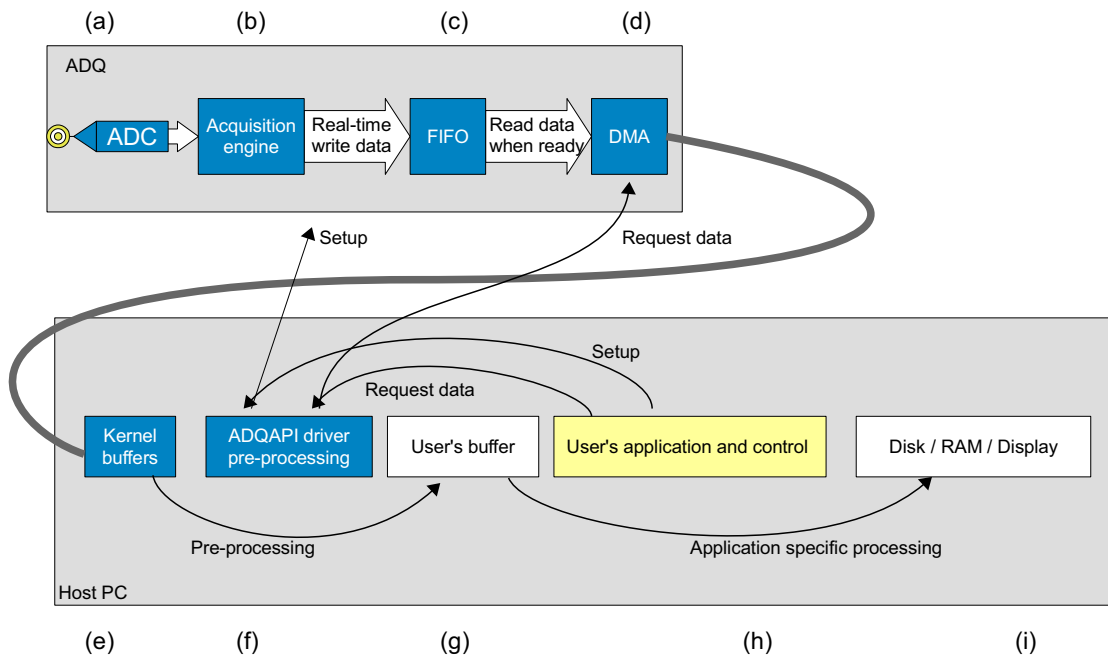 (a)
(b)
(c)
(d)
ADQ
ADC
Acquisition
engine
Real-time
write data
FIFO
Read data
when ready
DMA
Setup
Request data
Setup
Request data
Kernel
buffers
ADQAPI driver
pre-processing
User's buffer
User's application and control
Disk / RAM / Display
Pre-processing
Application specific processing
Host PC
(e)
(f)
(g)
(h)
(i)